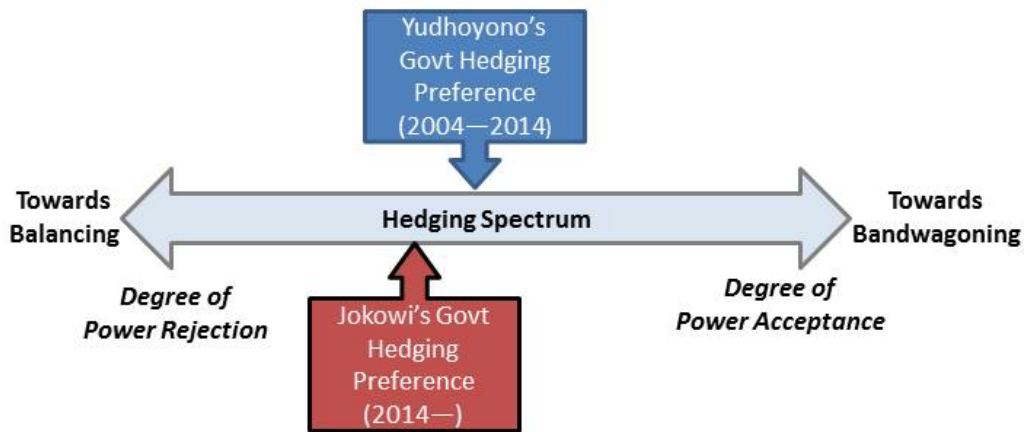 Yudhoyono’s
Govt Hedging
Preference
(2004—2014)
Towards
Balancing
Hedging Spectrum
Towards
Bandwagoning
Degree of
Power Rejection
Degree of
Power Acceptance
Jokowi’s Govt
Hedging
Preference
(2014—)